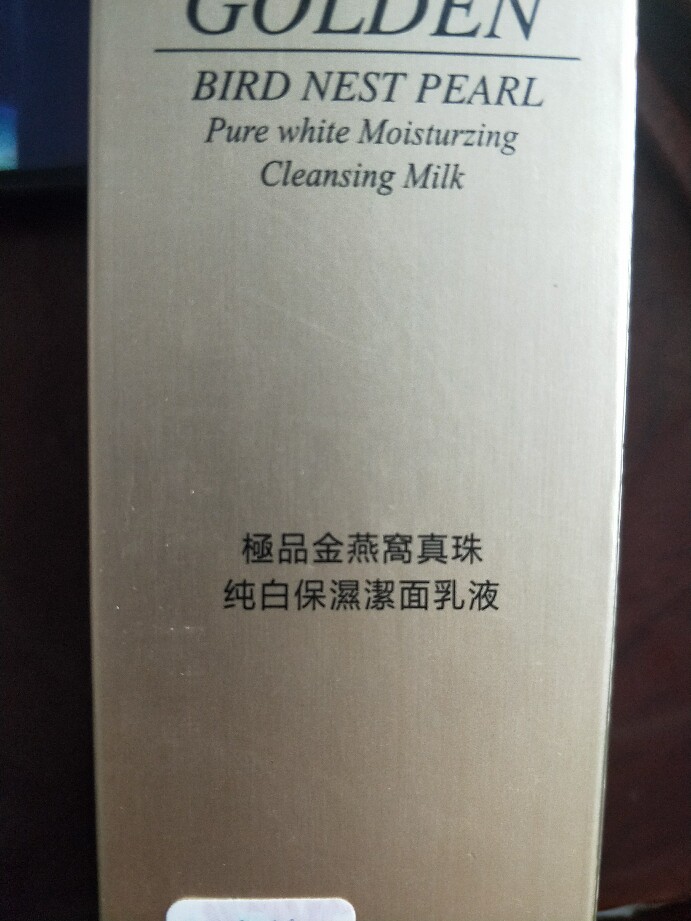 GOLDEN
BIRD NEST PEARL
Pure white Moisturzing
Cleansing Milk
極品金燕窩真珠
纯白保濕潔面乳液